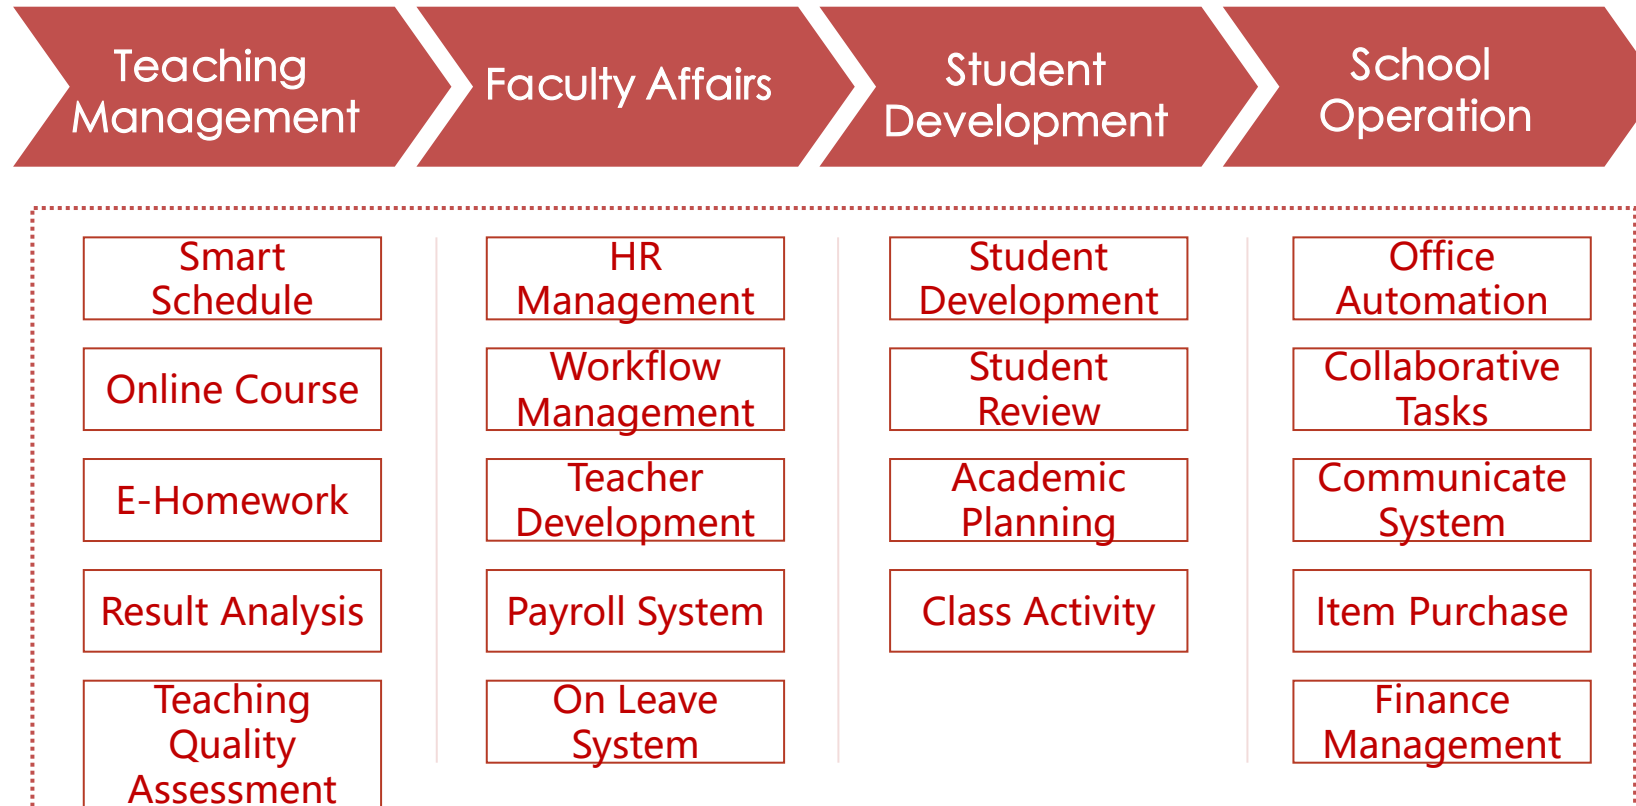 Teaching
Management
Faculty Affairs
Student
Development
School
Operation
Smart
Schedule
Online Course
E-Homework
Result Analysis
Teaching
Quality
Assessment
HR
Management
Workflow
Management
Teacher
Development
Payroll System
On Leave
System
Student
Development
Student
Review
Academic
Planning
Class Activity
Office
Automation
Collaborative
Tasks
Communicate
System
Item Purchase
Finance
Management